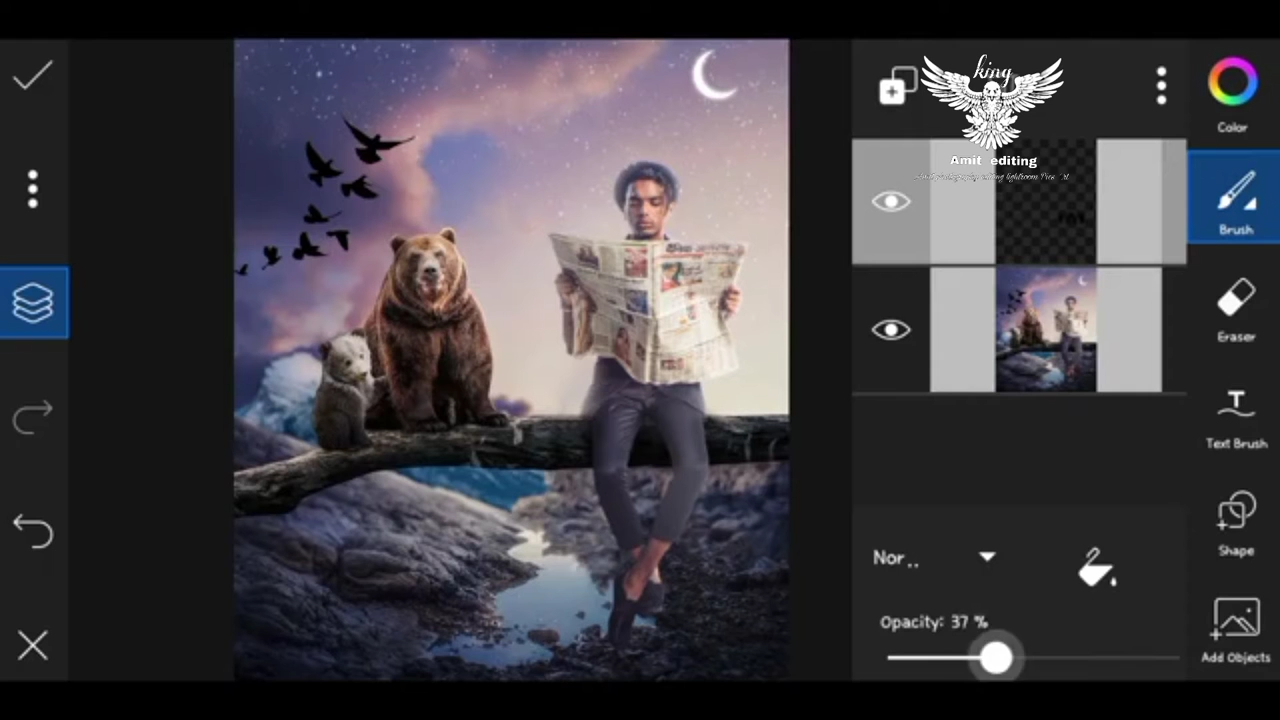 king
Amit editing
Color
Brush
Eraser
Text Brush
Shape
Nor..
Opacity: 37 %
Add Objects